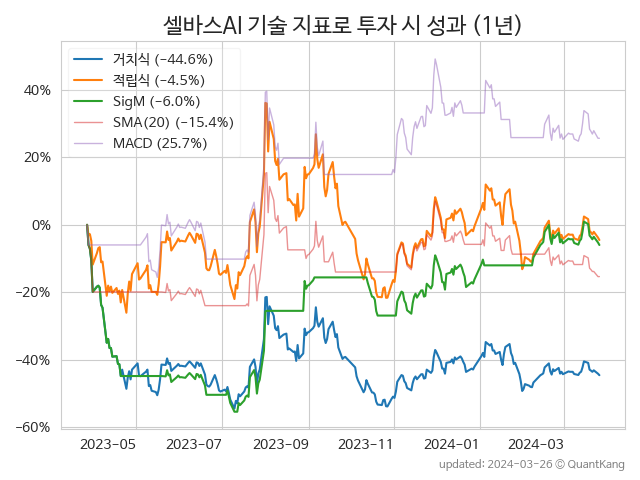 셀바스AI 기술 지표로 투자 시 성과 (1년)
거치식 (−44.6%)
적립식 (−4.5%)
SigM (−6.0%)
SMA(20) (−15.4%)
MACD (25.7%)
40%
20%
0%
−20%
−40%
−60%
2023-05 2023-07 2023-09 2023-11 2024-01 2024-03
updated: 2024-03-26 ⓒ QuantKang